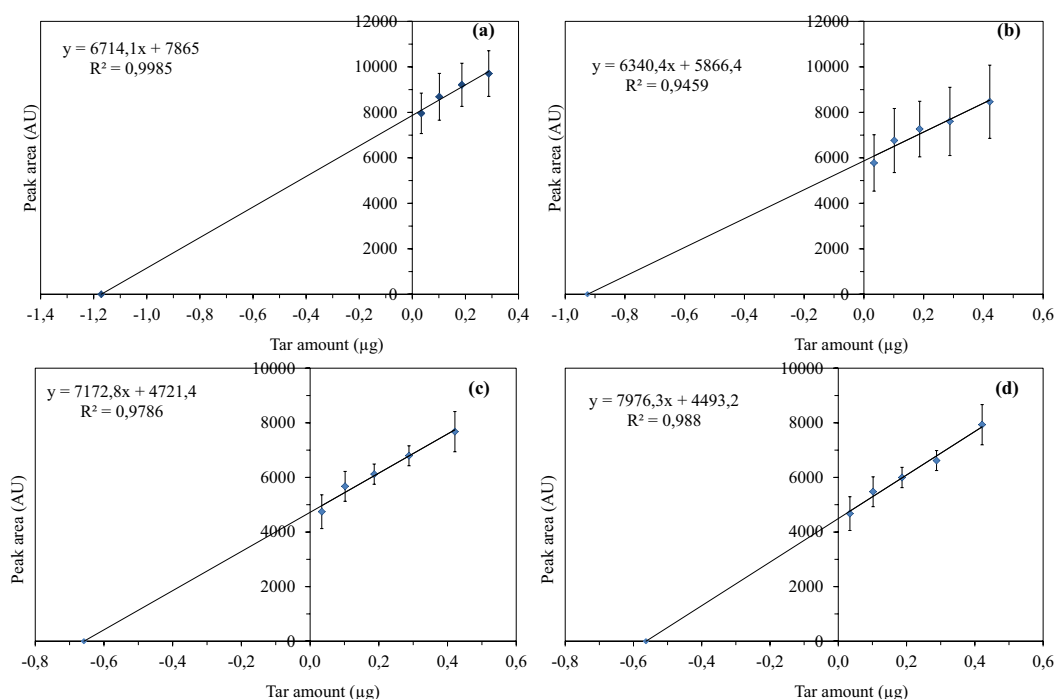 12000
(a)
y = 6714,1x + 7865
R² = 0,9985
10000
8000
6000
4000
2000
0
Peak area (AU)
-1,4 -1,2 -1,0 -0,8 -0,6 -0,4 -0,2 0,0 0,2 0,4
Tar amount (µg)
12000
(b)
y = 6340,4x + 5866,4
R² = 0,9459
10000
8000
6000
4000
2000
0
Peak area (AU)
-1,0 -0,8 -0,6 -0,4 -0,2 0,0 0,2 0,4 0,6
Tar amount (µg)
10000
(c)
y = 7172,8x + 4721,4
R² = 0,9786
8000
6000
4000
2000
0
Peak area (AU)
-0,8 -0,6 -0,4 -0,2 0,0 0,2 0,4 0,6
Tar amount (µg)
10000
(d)
y = 7976,3x + 4493,2
R² = 0,988
8000
6000
4000
2000
0
Peak area (AU)
-0,8 -0,6 -0,4 -0,2 0,0 0,2 0,4 0,6
Tar amount (µg)